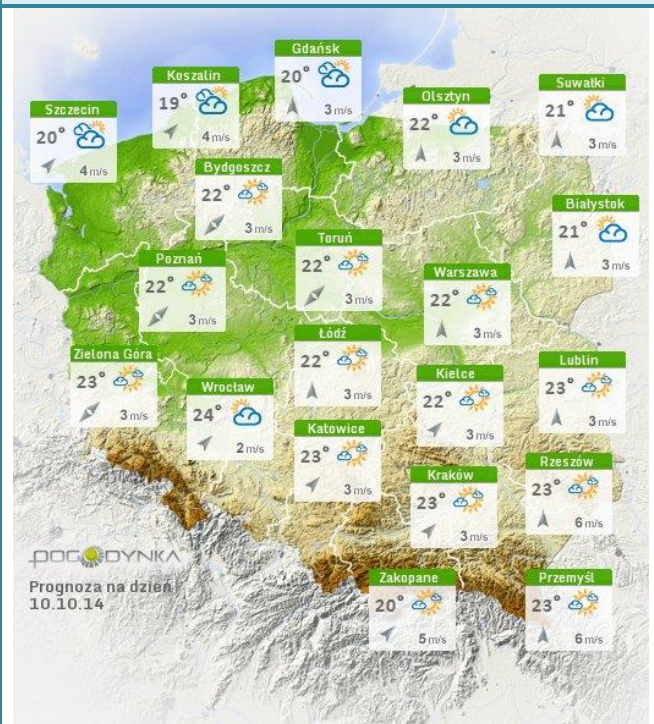 Gdańsk
20° 3 m/s
Koszalin
19° 4 m/s
Szczecin
20° 4 m/s
Olsztyn
22° 3 m/s
Suwałki
21° 3 m/s
Bydgoszcz
22° 3 m/s
Białystok
21° 3 m/s
Toruń
22° 3 m/s
Poznań
22° 3 m/s
Warszawa
22° 3 m/s
Łódź
22° 3 m/s
Zielona Góra
23° 3 m/s
Lublin
23° 3 m/s
Wrocław
24° 2 m/s
Kielce
22° 3 m/s
Katowice
23° 3 m/s
Kraków
23° 3 m/s
Rzeszów
23° 6 m/s
POGODYNKA
Prognoza na dzień
10.10.14
Zakopane
20° 5 m/s
Przemyśl
23° 6 m/s